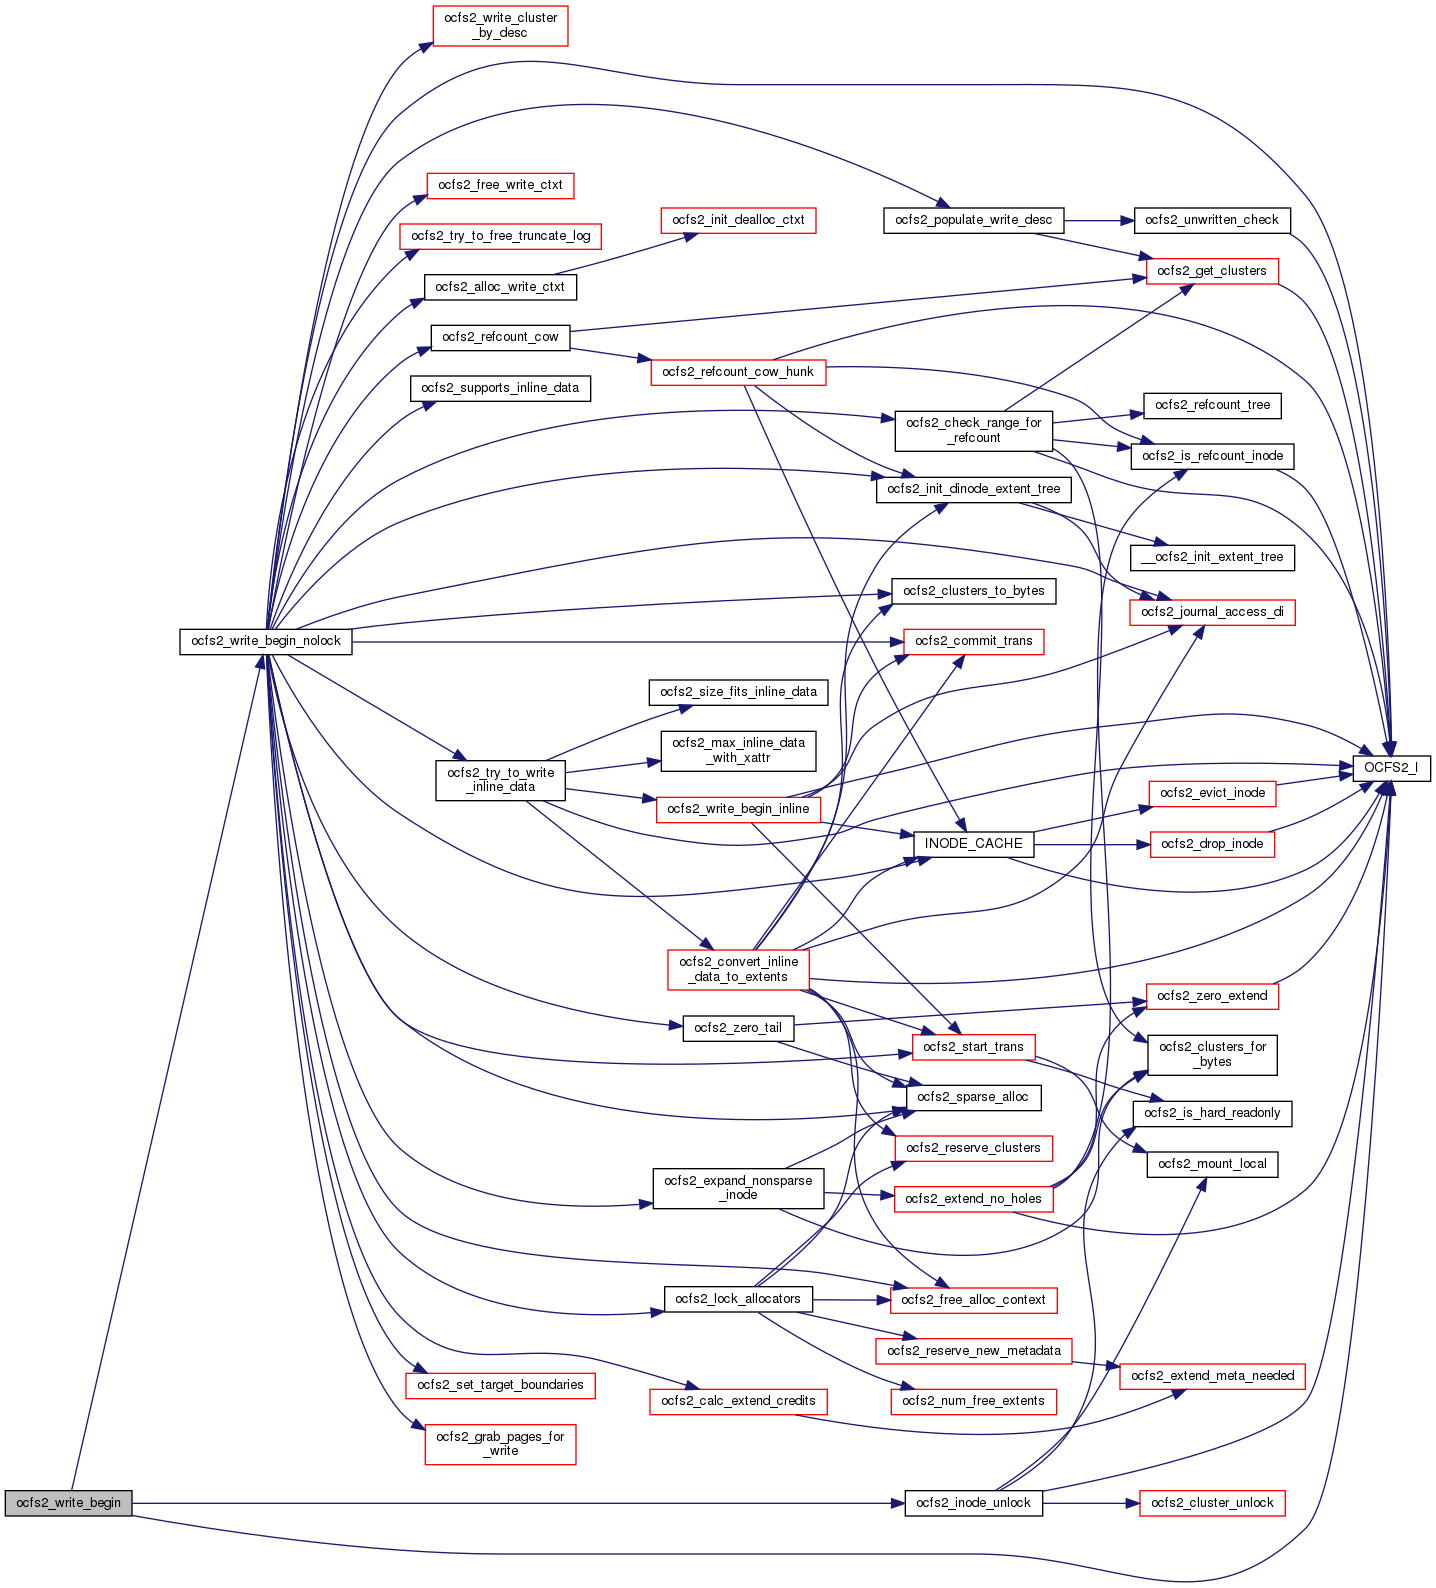 ocfs2_write_cluster
_by_desc
ocfs2_free_write_ctxt
ocfs2_init_dealloc_ctxt
ocfs2_populate_write_desc
ocfs2_unwritten_check
ocfs2_try_to_free_truncate_log
ocfs2_get_clusters
ocfs2_alloc_write_ctxt
ocfs2_refcount_cow
ocfs2_refcount_cow_hunk
ocfs2_supports_inline_data
ocfs2_refcount_tree
ocfs2_check_range_for
_refcount
ocfs2_is_refcount_inode
ocfs2_init_dinode_extent_tree
__ocfs2_init_extent_tree
ocfs2_clusters_to_bytes
ocfs2_journal_access_di
ocfs2_write_begin_nolock
ocfs2_commit_trans
ocfs2_size_fits_inline_data
ocfs2_max_inline_data
_with_xattr
OCFS2_I
ocfs2_try_to_write
_inline_data
ocfs2_evict_inode
ocfs2_write_begin_inline
INODE_CACHE
ocfs2_drop_inode
ocfs2_convert_inline
_data_to_extents
ocfs2_zero_extend
ocfs2_zero_tail
ocfs2_start_trans
ocfs2_clusters_for
_bytes
ocfs2_sparse_alloc
ocfs2_is_hard_readonly
ocfs2_reserve_clusters
ocfs2_mount_local
ocfs2_expand_nonsparse
_inode
ocfs2_extend_no_holes
ocfs2_lock_allocators
ocfs2_free_alloc_context
ocfs2_reserve_new_metadata
ocfs2_extend_meta_needed
ocfs2_set_target_boundaries
ocfs2_calc_extend_credits
ocfs2_num_free_extents
ocfs2_grab_pages_for
_write
ocfs2_write_begin
ocfs2_inode_unlock
ocfs2_cluster_unlock